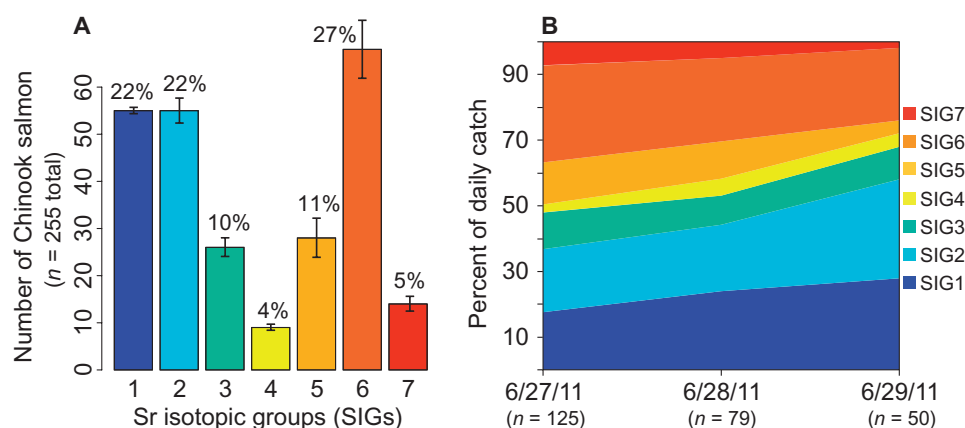 A
Number of Chinook salmon
(n = 255 total)
60
50
40
30
20
10
0
22%
22%
10%
4%
11%
27%
5%
1 2 3 4 5 6 7
Sr isotopic groups (SIGs)
B
Percent of daily catch
90
70
50
30
10
6/27/11 6/28/11 6/29/11
(n = 125) (n = 79) (n = 50)
SIG7
SIG6
SIG5
SIG4
SIG3
SIG2
SIG1